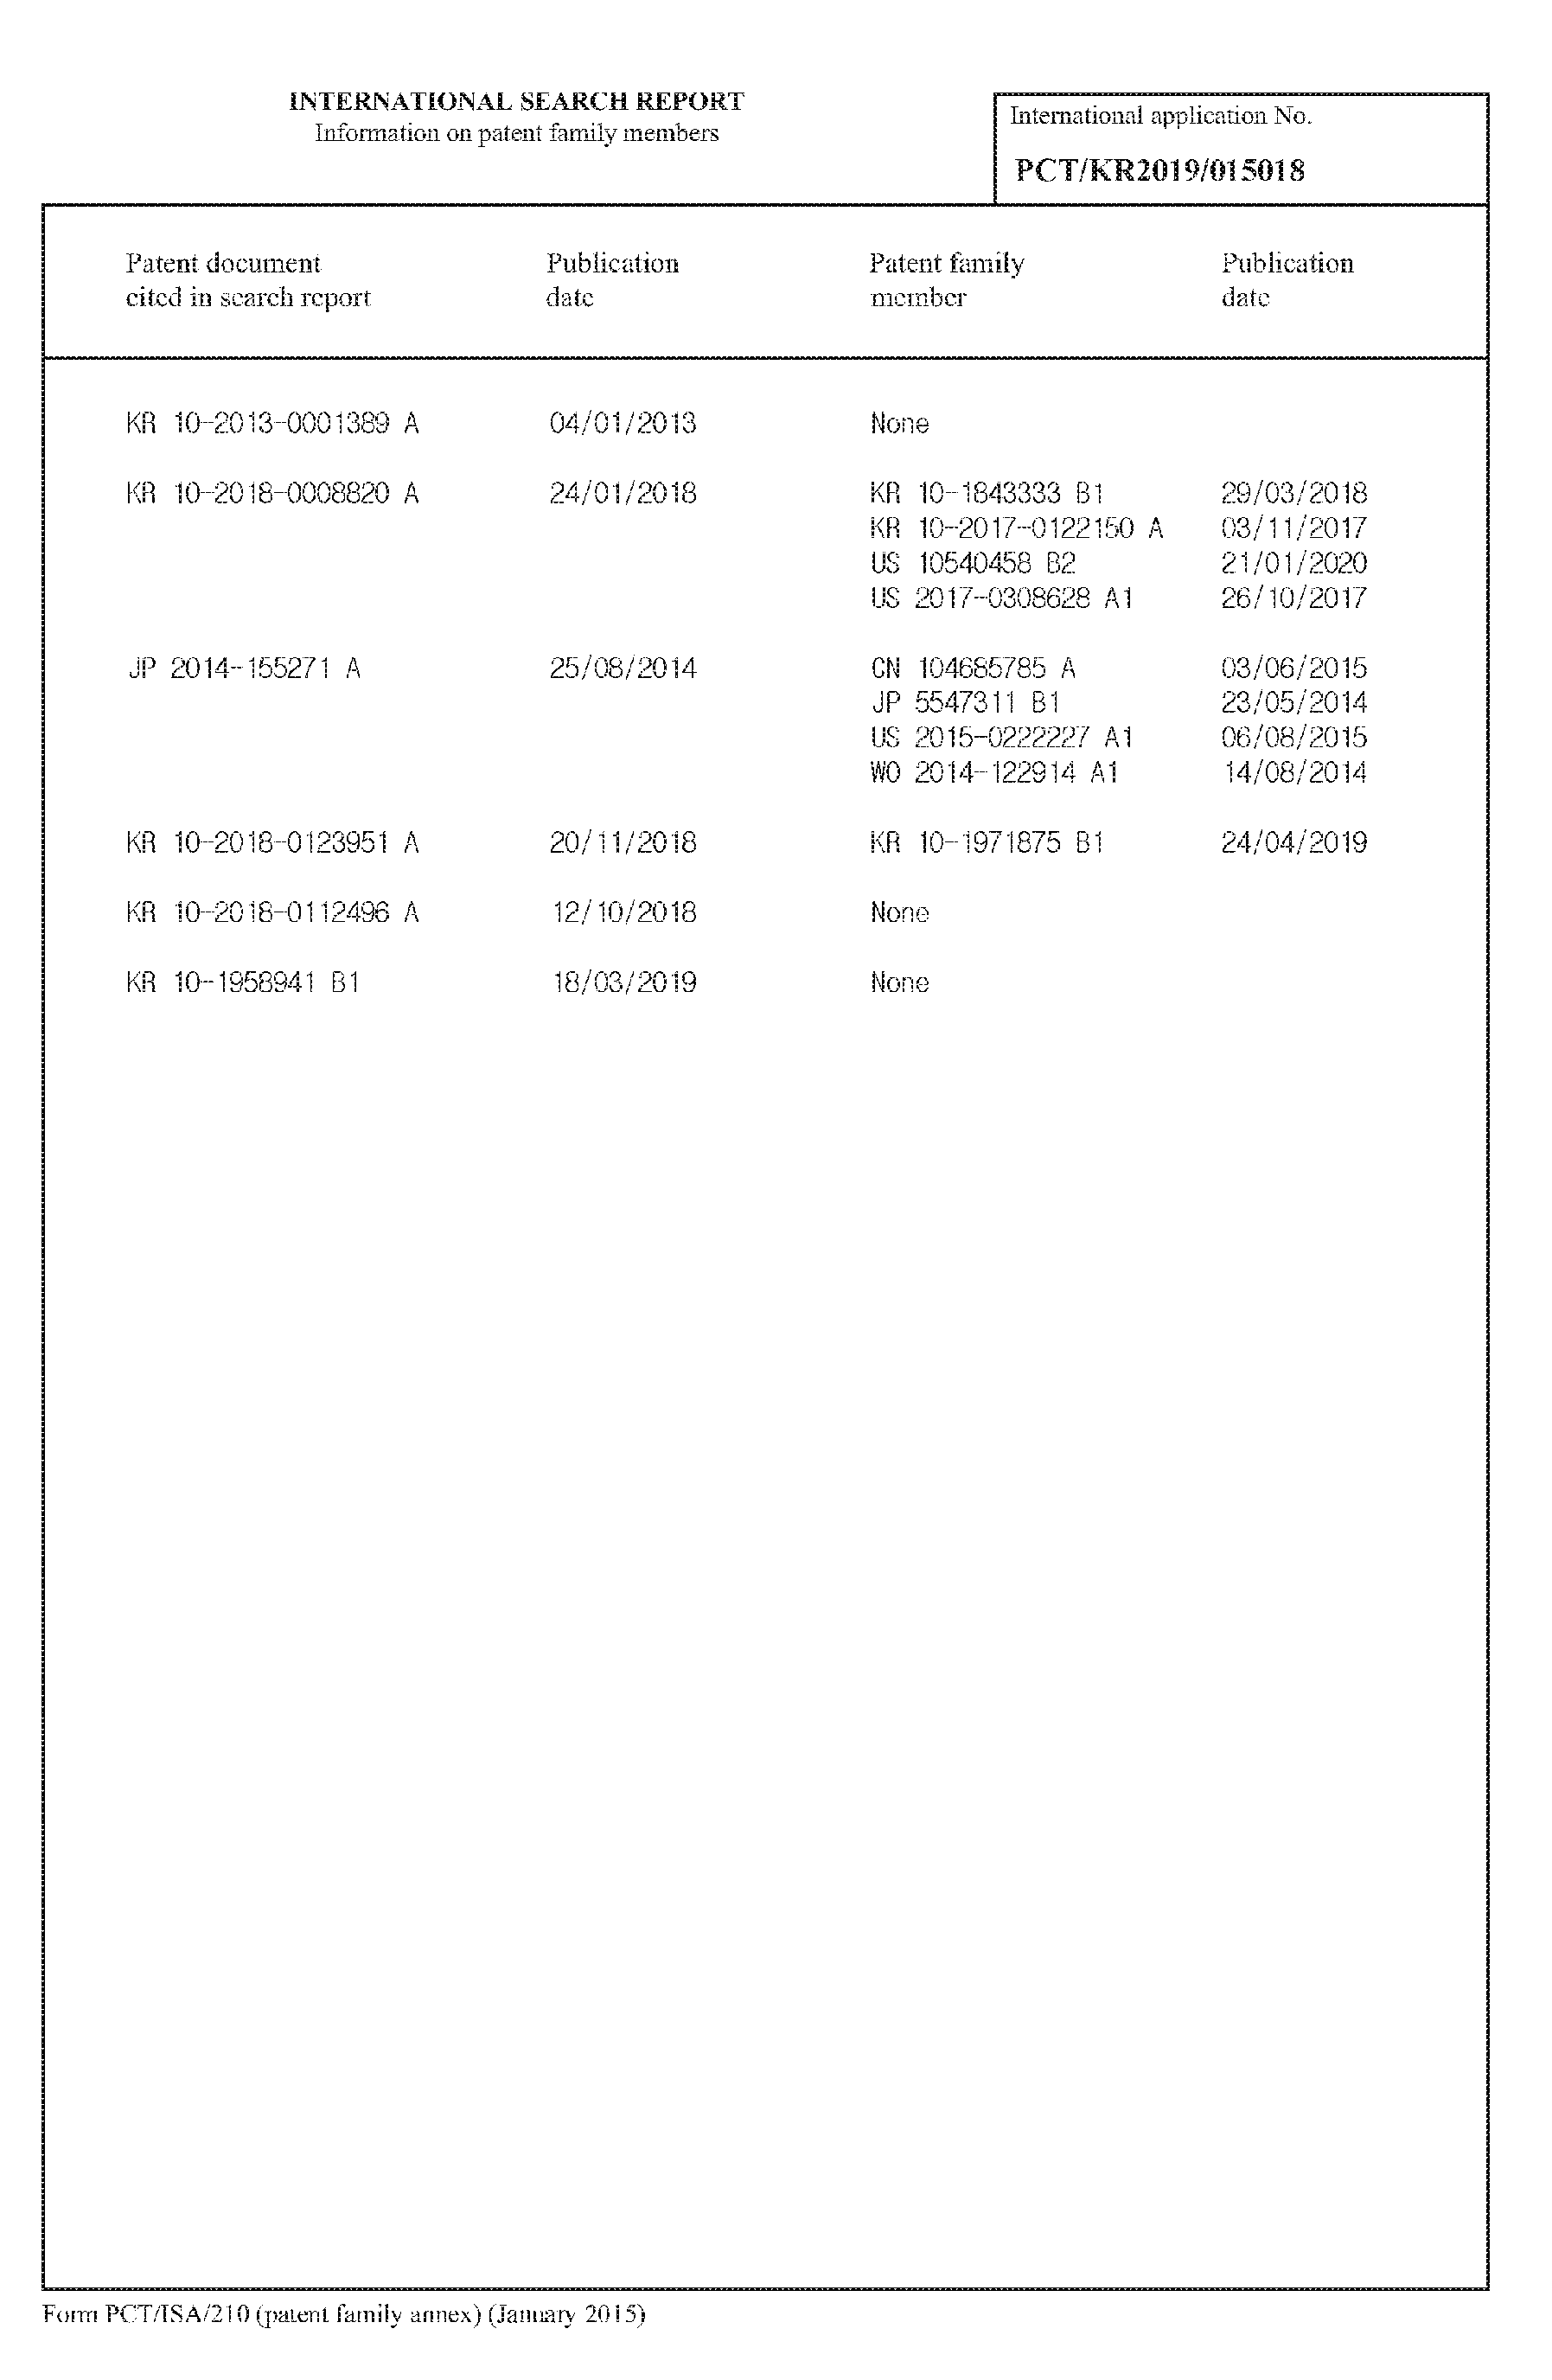 INTERNATIONAL SEARCH REPORT
Information on patent family members
International application No.
PCT/KR2019/015018
Patent document cited in search report
Publication date
Patent family member
Publication date
KR 10-2013-0001389 A 04/01/2013 None
KR 10-2018-0008820 A 24/01/2018 KR 10-1843333 B1 29/03/2018
KR 10-2017-0122150 A 03/11/2017
US 10540458 B2 21/01/2020
US 2017-0308628 A1 26/10/2017
JP 2014-155271 A 25/08/2014 CN 104685785 A 03/06/2015
JP 5547311 B1 23/05/2014
US 2015-0222227 A1 06/08/2015
WO 2014-122914 A1 14/08/2014
KR 10-2018-0123951 A 20/11/2018 KR 10-1971875 B1 24/04/2019
KR 10-2018-0112496 A 12/10/2018 None
KR 10-1958941 B1 18/03/2019 None
Form PCT/ISA/210 (patent family annex) (January 2015)